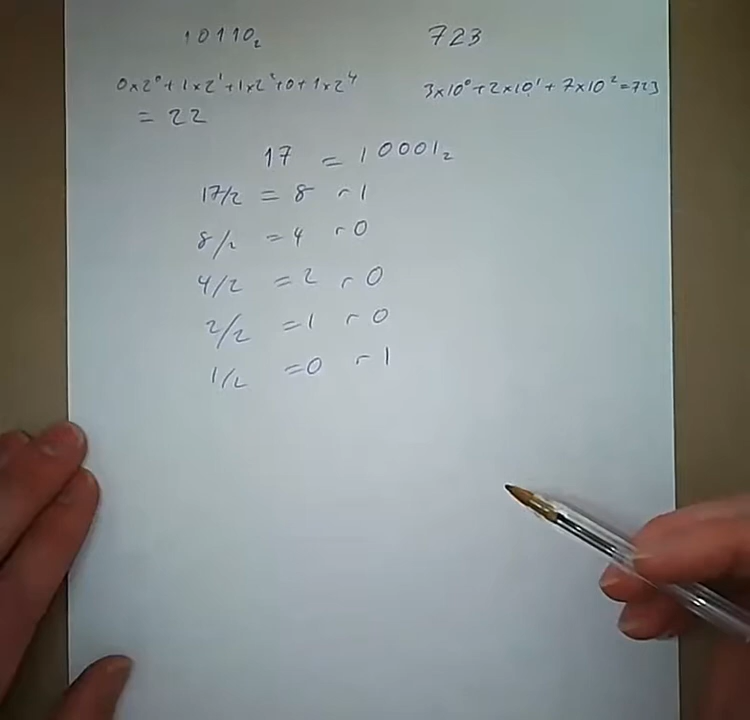 10110₂ 723
0×2⁰+1×2¹+1×2²+0+1×2⁴ 3×10⁰+2×10¹+7×10²=723
= 22
17 = 10001₂
17/2 = 8 r 1
8/2 = 4 r 0
4/2 = 2 r 0
2/2 = 1 r 0
1/2 = 0 r 1